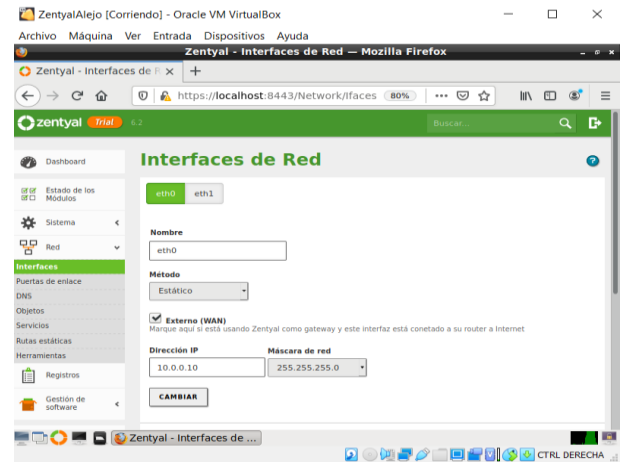 ZentyalAlejo [Corriendo] - Oracle VM VirtualBox
Archivo Máquina Ver Entrada Dispositivos Ayuda
Zentyal - Interfaces de Red — Mozilla Firefox
Zentyal - Interfaces de R
https://localhost:8443/Network/Ifaces 80%
zentyal Trial 6.2 Buscar...
Dashboard
Estado de los Módulos
Sistema
Red
Interfaces
Puertas de enlace
DNS
Objetos
Servicios
Rutas estáticas
Herramientas
Registros
Gestión de software
Interfaces de Red
eth0 eth1
Nombre
eth0
Método
Estático
Externo (WAN)
Marque aquí si está usando Zentyal como gateway y este interfaz está conetado a su router a Internet
Dirección IP Máscara de red
10.0.0.10 255.255.255.0
CAMBIAR
Zentyal - Interfaces de ...
CTRL DERECHA